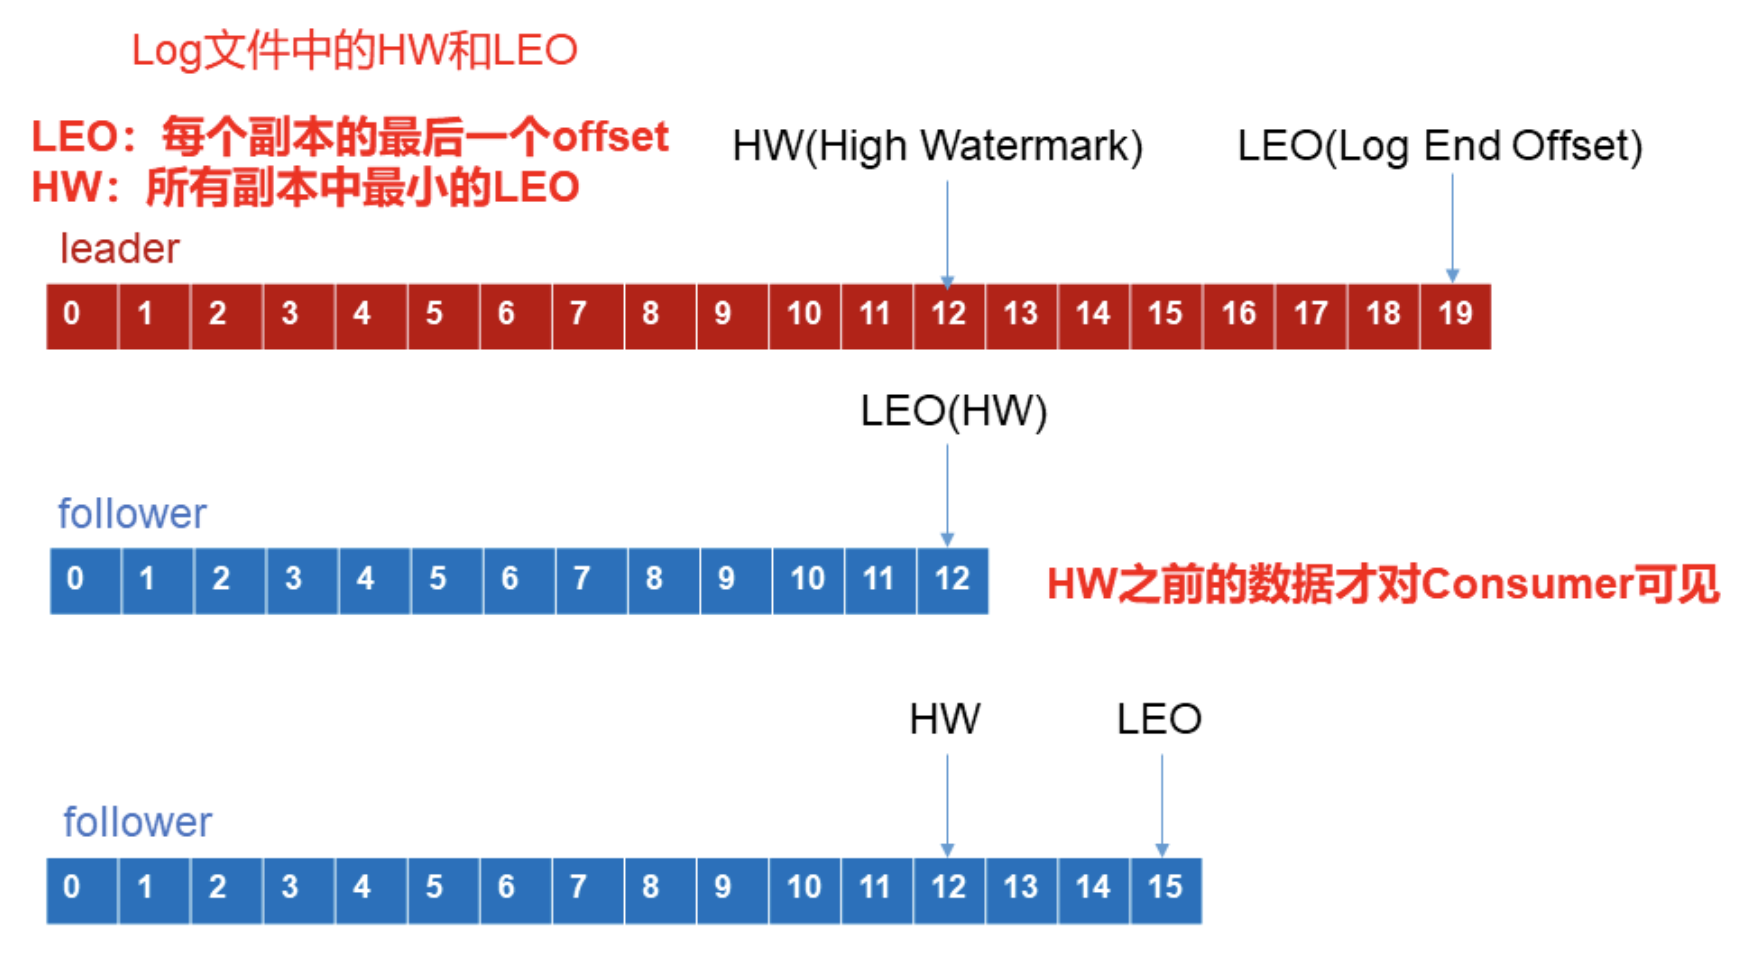 Log文件中的HW和LEO
LEO：每个副本的最后一个offset
HW：所有副本中最小的LEO
HW(High Watermark)
LEO(Log End Offset)
leader
0 1 2 3 4 5 6 7 8 9 10 11 12 13 14 15 16 17 18 19
LEO(HW)
follower
0 1 2 3 4 5 6 7 8 9 10 11 12
HW之前的数据才对Consumer可见
HW
LEO
follower
0 1 2 3 4 5 6 7 8 9 10 11 12 13 14 15